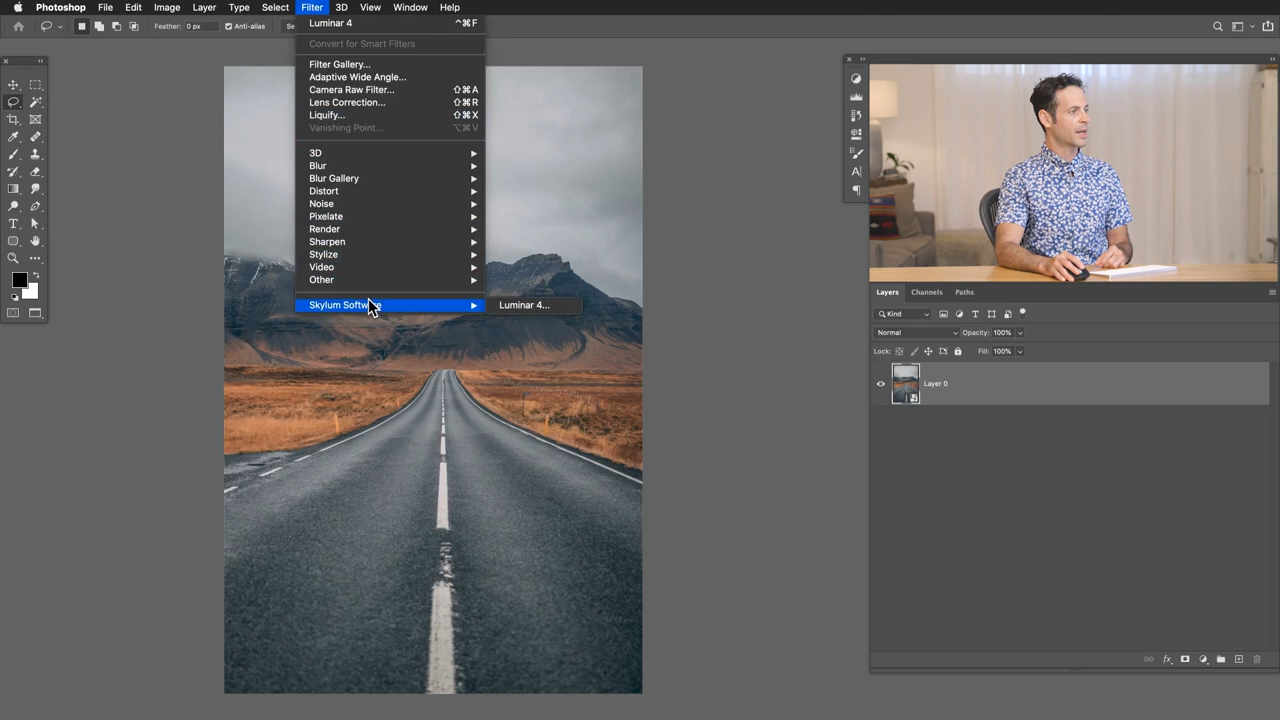 Photoshop File Edit Image Layer Type Select Filter 3D View Window Help
Feather: 0 px Anti-alias Se
Luminar 4 ^⌘F
Convert for Smart Filters
Filter Gallery...
Adaptive Wide Angle...
Camera Raw Filter... ⇧⌘A
Lens Correction... ⇧⌘R
Liquify... ⇧⌘X
Vanishing Point... ⌥⌘V
3D
Blur
Blur Gallery
Distort
Noise
Pixelate
Render
Sharpen
Stylize
Video
Other
Skylum Software Luminar 4...
Layers Channels Paths
Kind
Normal Opacity: 100%
Lock: Fill: 100%
Layer 0
fx